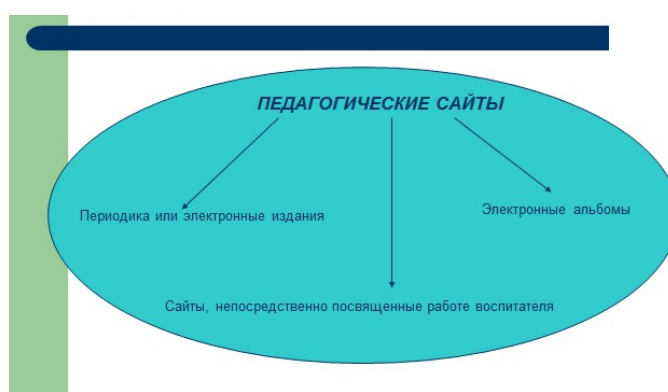 ПЕДАГОГИЧЕСКИЕ САЙТЫ
Периодика или электронные издания
Электронные альбомы
Сайты, непосредственно посвященные работе воспитателя